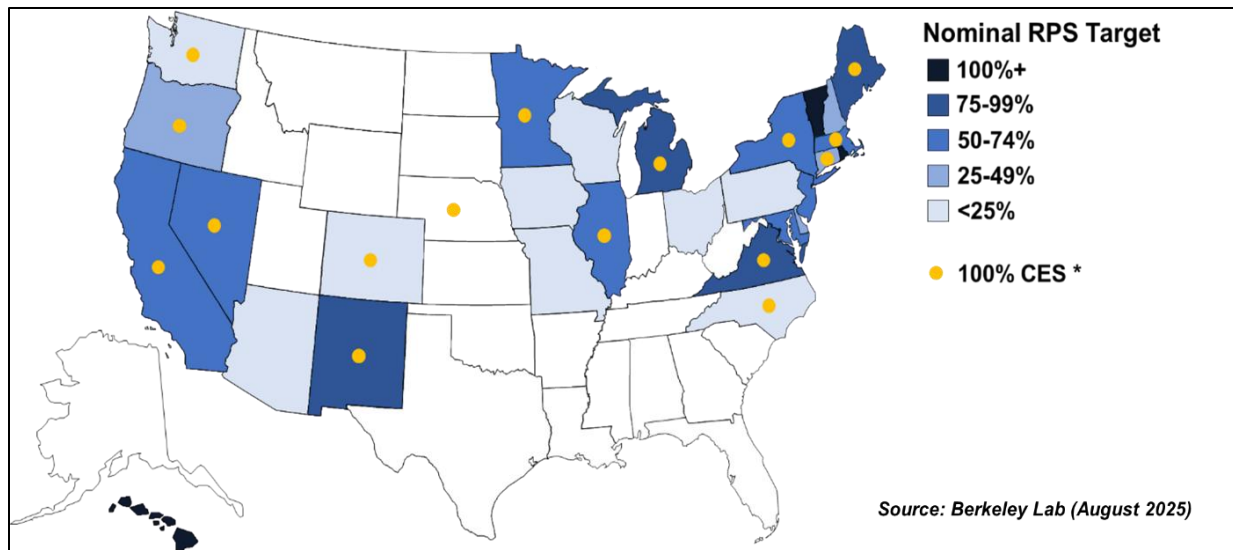 Nominal RPS Target
100%+
75-99%
50-74%
25-49%
<25%
100% CES *
Source: Berkeley Lab (August 2025)